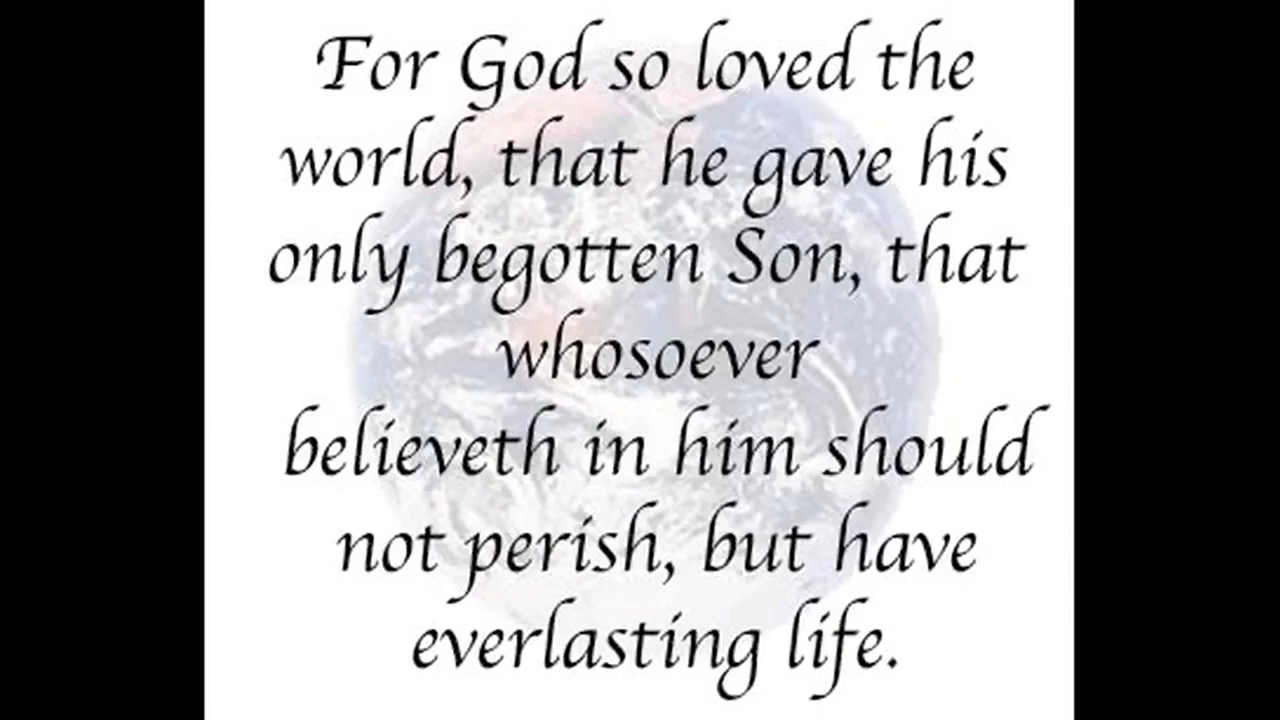 For God so loved the
world, that he gave his
only begotten Son, that
whosoever
believeth in him should
not perish, but have
everlasting life.